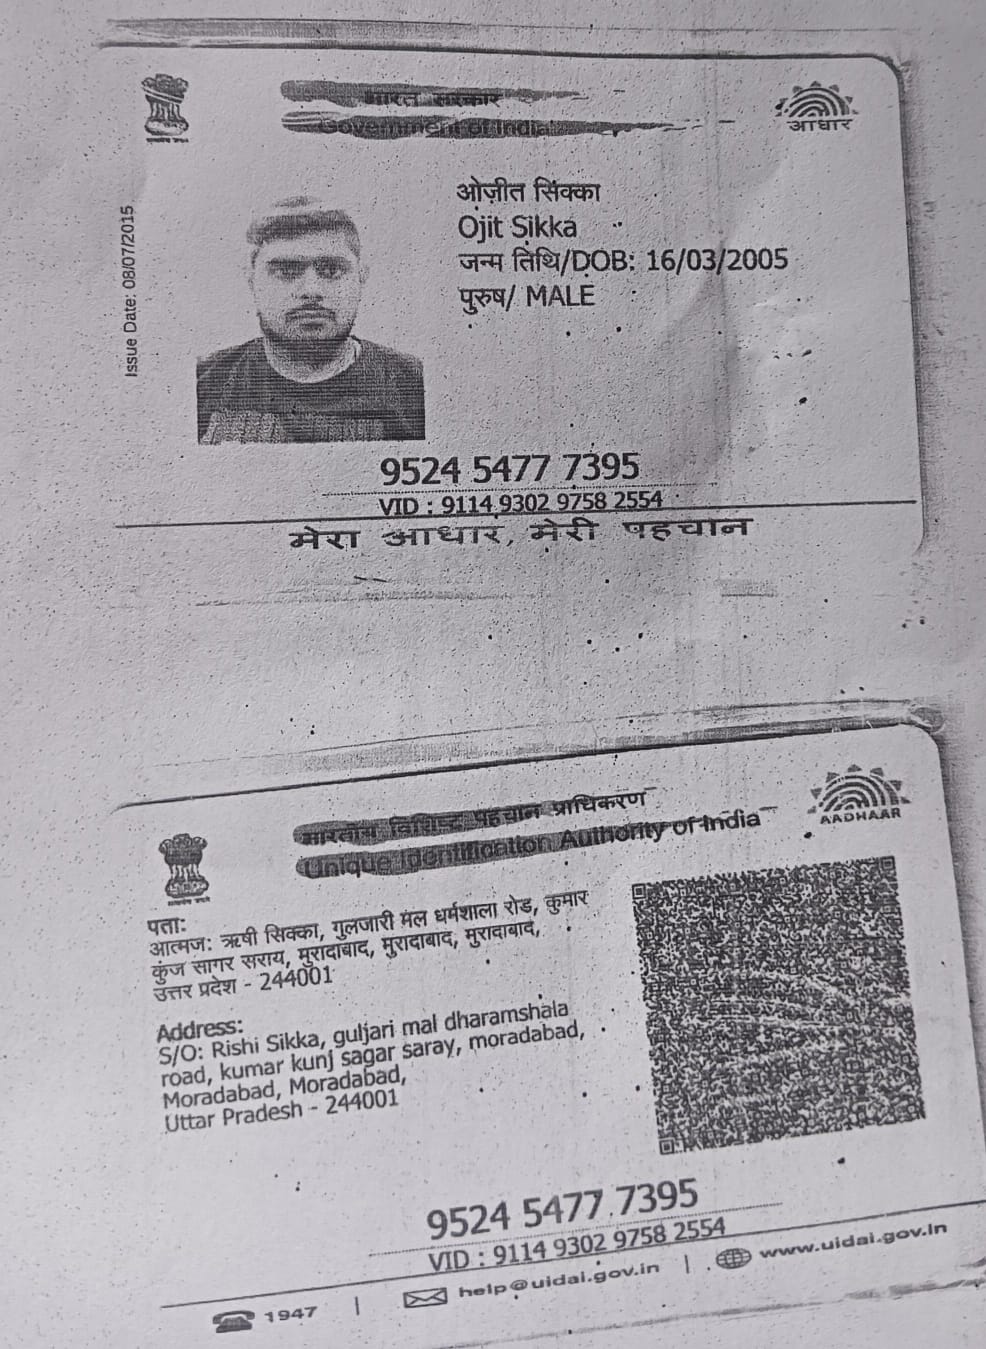 भारत सरकार
Government of India
आधार
Issue Date: 08/07/2015
ओज़ीत सिक्का
Ojit Sikka
जन्म तिथि/DOB: 16/03/2005
पुरुष/ MALE
9524 5477 7395
VID : 9114 9302 9758 2554
मेरा आधार, मेरी पहचान
भारतीय विशिष्ट पहचान प्राधिकरण
Unique Identification Authority of India
AADHAAR
पता:
आत्मज: ऋषी सिक्का, गुलजारी मल धर्मशाला रोड, कुमार
कुंज सागर सराय, मुरादाबाद, मुरादाबाद, मुरादाबाद,
उत्तर प्रदेश - 244001
Address:
S/O: Rishi Sikka, guljari mal dharamshala
road, kumar kunj sagar saray, moradabad,
Moradabad, Moradabad,
Uttar Pradesh - 244001
9524 5477 7395
VID : 9114 9302 9758 2554
1947 | help@uidai.gov.in | www.uidai.gov.in